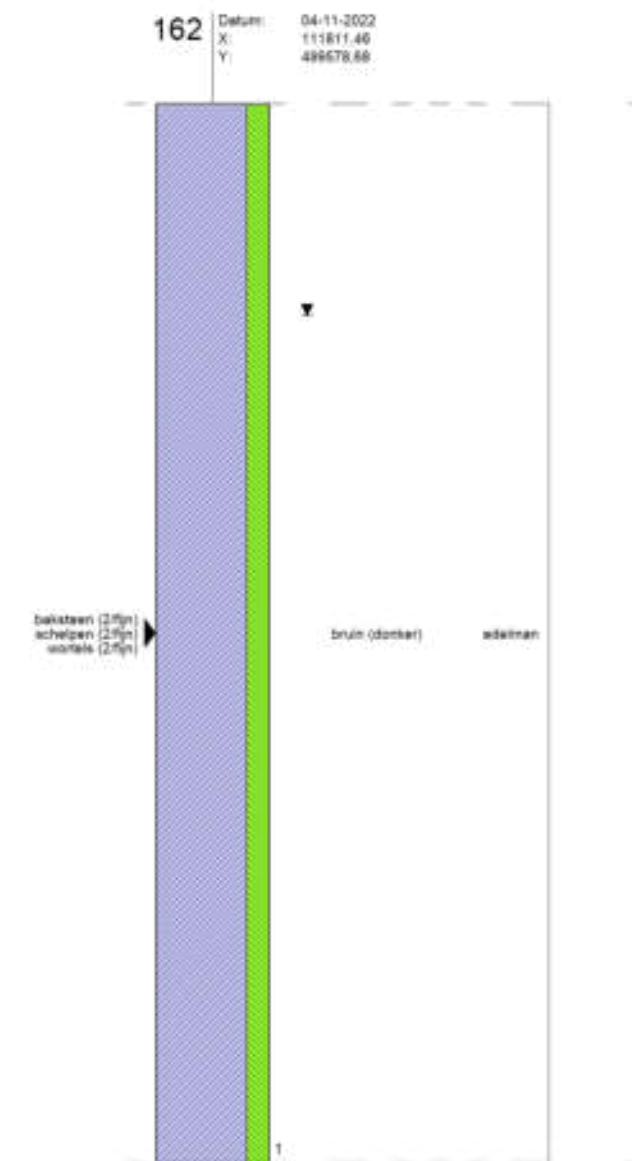 162
Datum: 04-11-2022
X: 111811.46
Y: 499578.68
baksteen (2/fijn)
schelpen (2/fijn)
wortels (2/fijn)
bruin (donker) edelman
1